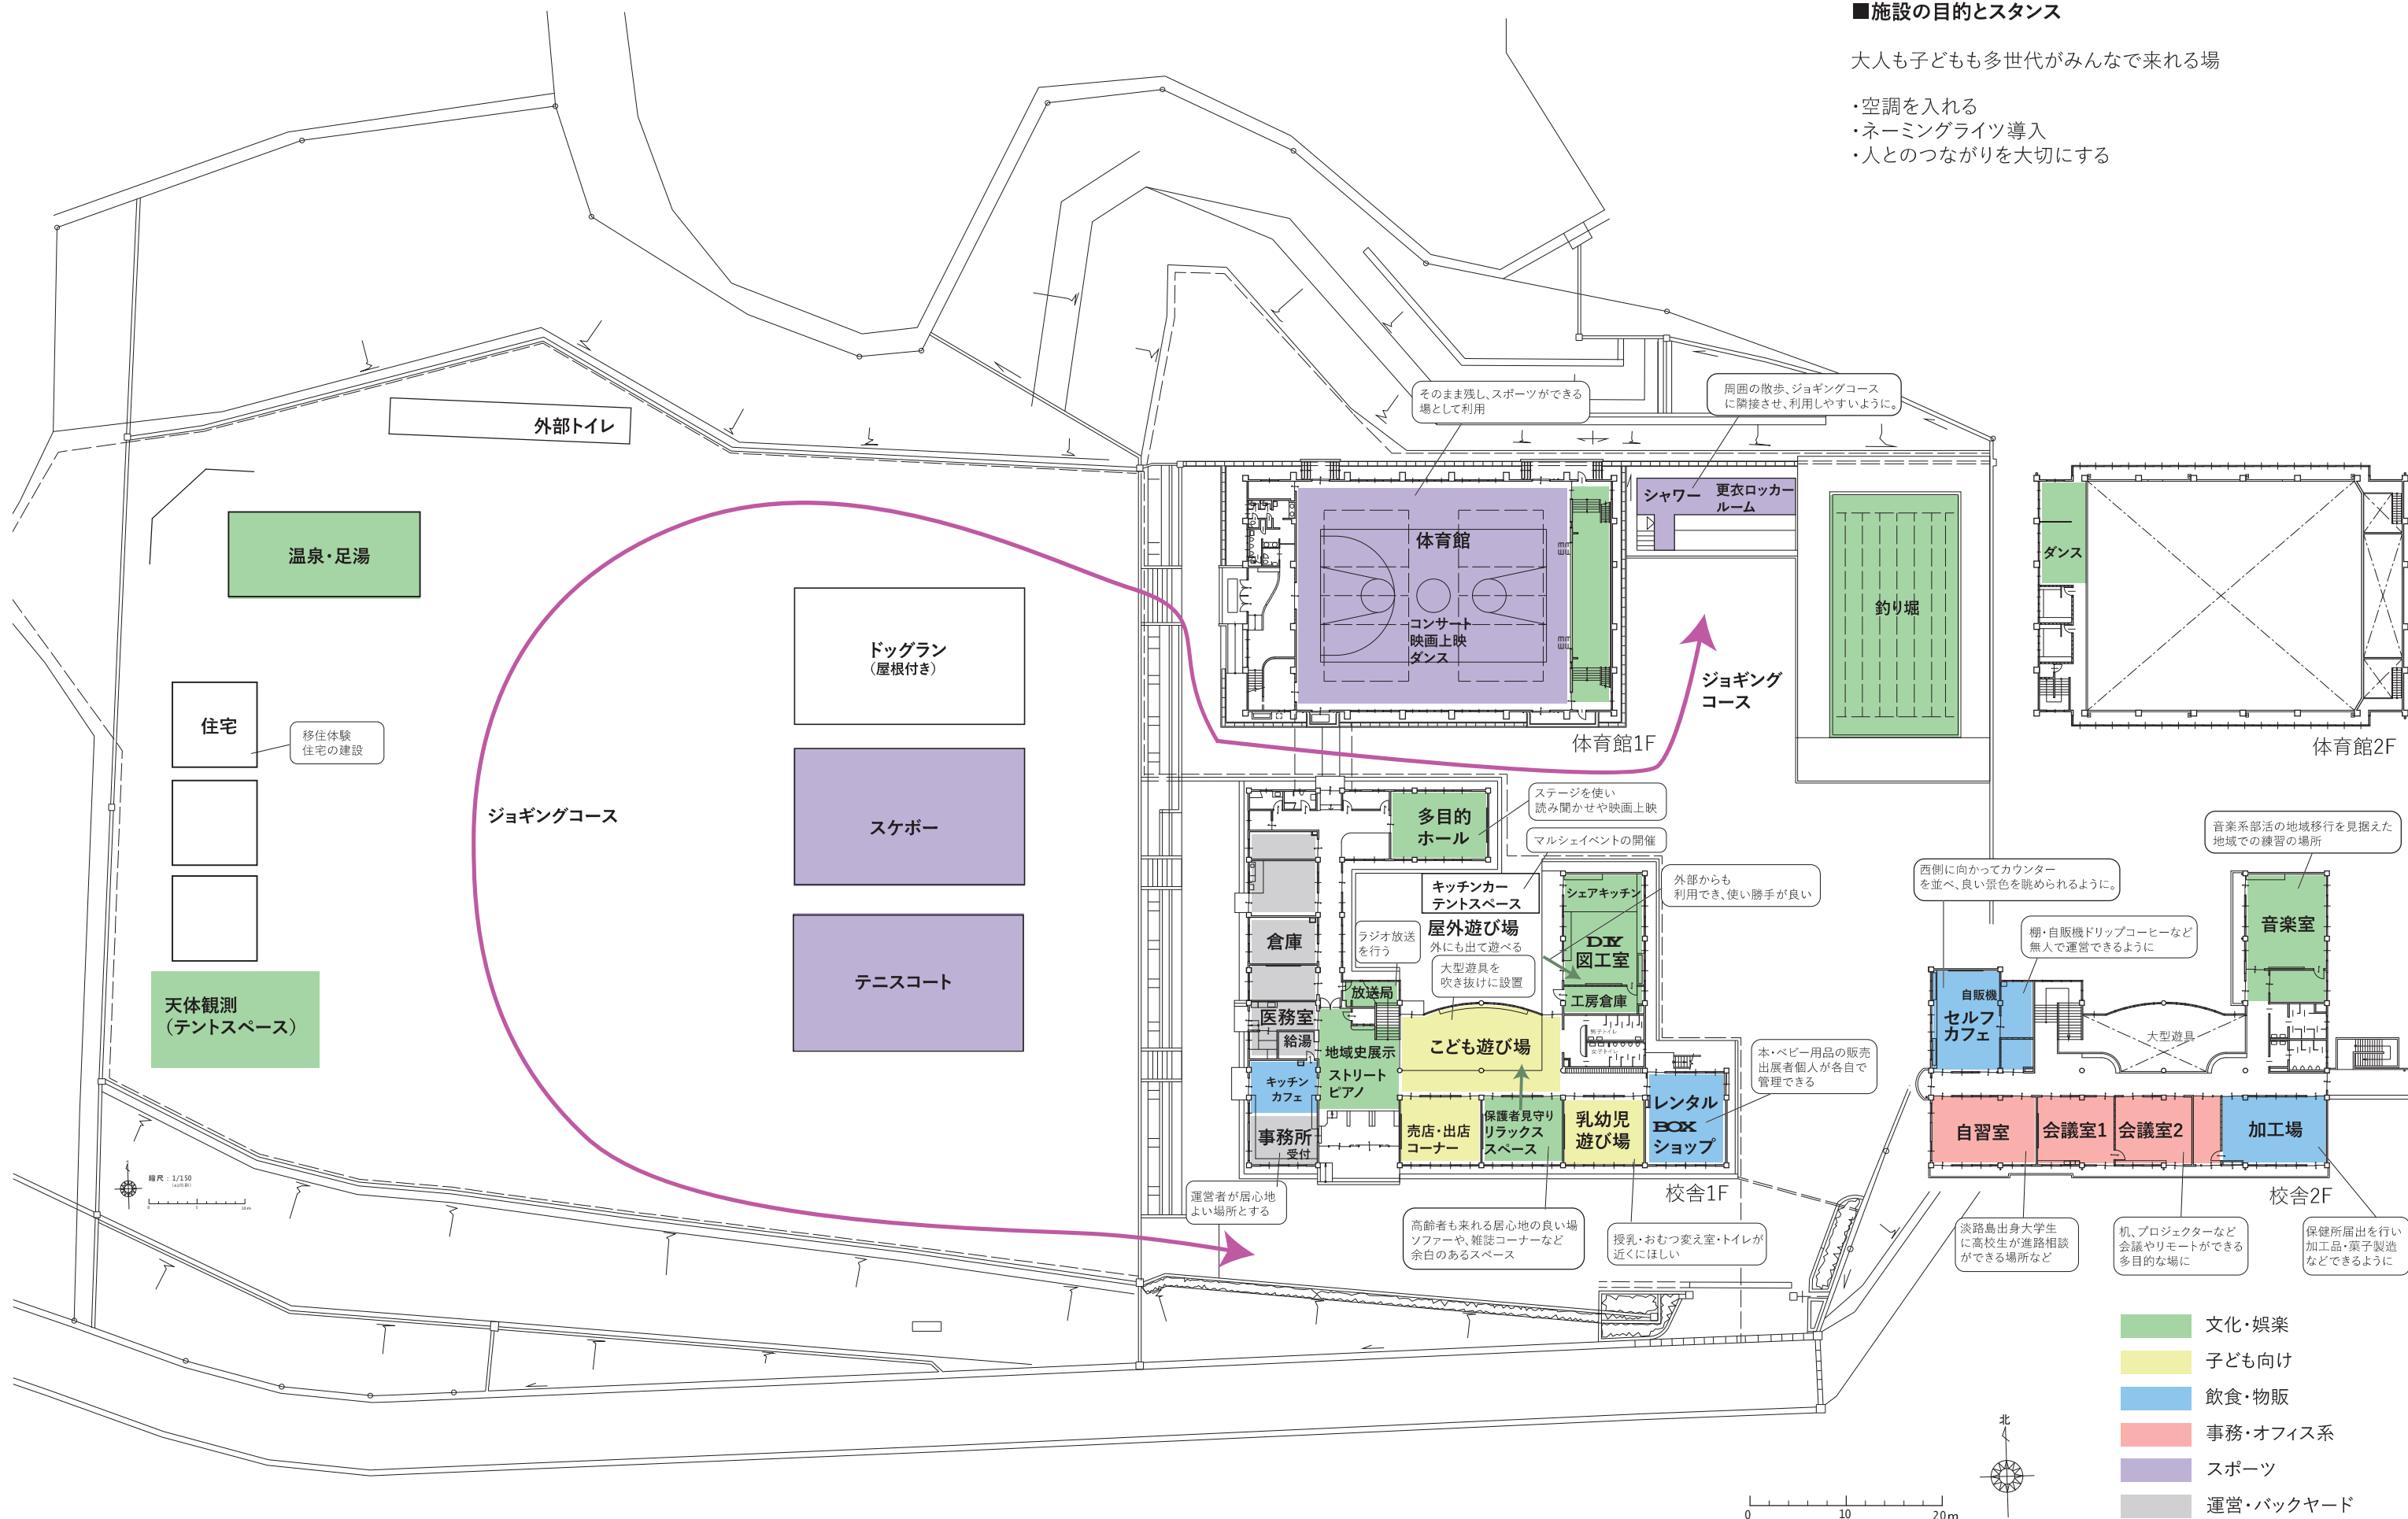 ■施設の目的とスタンス
大人も子どもも多世代がみんなで来れる場
・空調を入れる
・ネーミングライツ導入
・人とのつながりを大切にする
外部トイレ
温泉・足湯
ドッグラン
（屋根付き）
住宅
移住体験
住宅の建設
ジョギングコース
スケボー
テニスコート
天体観測
（テントスペース）
縮尺：1/150
そのまま残し、スポーツができる
場として利用
周囲の散歩、ジョギングコース
に隣接させ、利用しやすいように。
体育館
コンサート
映画上映
ダンス
シャワー
更衣ロッカー
ルーム
釣り堀
ジョギング
コース
体育館1F
ダンス
体育館2F
多目的
ホール
ステージを使い
読み聞かせや映画上映
マルシェイベントの開催
キッチンカー
テントスペース
屋外遊び場
外にも出て遊べる
シェアキッチン
外部からも
利用でき、使い勝手が良い
DIY
図工室
工房倉庫
男子トイレ
女子トイレ
倉庫
ラジオ放送
を行う
大型遊具を
吹き抜けに設置
放送局
医務室
給湯
地域史展示
ストリート
ピアノ
こども遊び場
キッチン
カフェ
事務所
受付
売店・出店
コーナー
保護者見守り
リラックス
スペース
乳幼児
遊び場
レンタル
BOX
ショップ
本・ベビー用品の販売
出展者個人が各自で
管理できる
校舎1F
運営者が居心地
よい場所とする
高齢者も来れる居心地の良い場
ソファーや、雑誌コーナーなど
余白のあるスペース
授乳・おむつ変え室・トイレが
近くにほしい
音楽系部活の地域移行を見据えた
地域での練習の場所
西側に向かってカウンター
を並べ、良い景色を眺められるように。
棚・自販機ドリップコーヒーなど
無人で運営できるように
音楽室
自販機
セルフ
カフェ
大型遊具
自習室
会議室1
会議室2
加工場
校舎2F
淡路島出身大学生
に高校生が進路相談
ができる場所など
机、プロジェクターなど
会議やリモートができる
多目的な場に
保健所届出を行い
加工品・菓子製造
などできるように
文化・娯楽
子ども向け
飲食・物販
事務・オフィス系
スポーツ
運営・バックヤード
北
0 10 20m